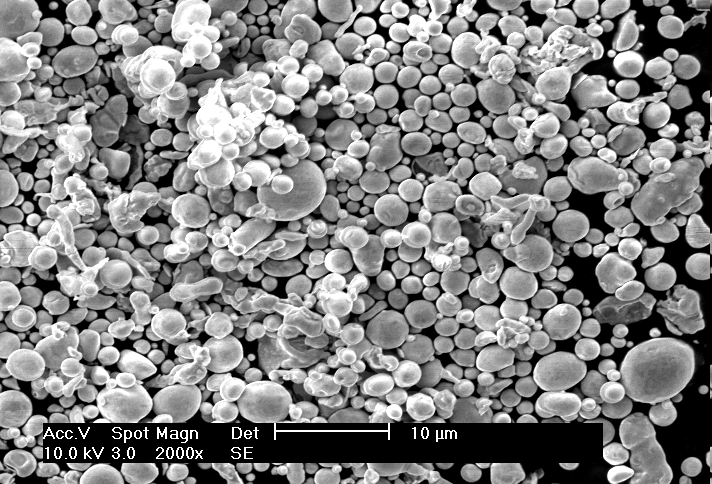 Acc.V Spot Magn Det 10 µm
10.0 kV 3.0 2000x SE